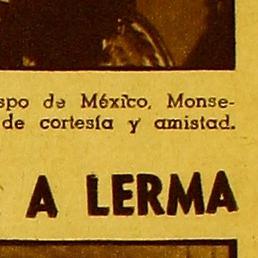 spo de México, Monse-
de cortesía y amistad.
A LERMA